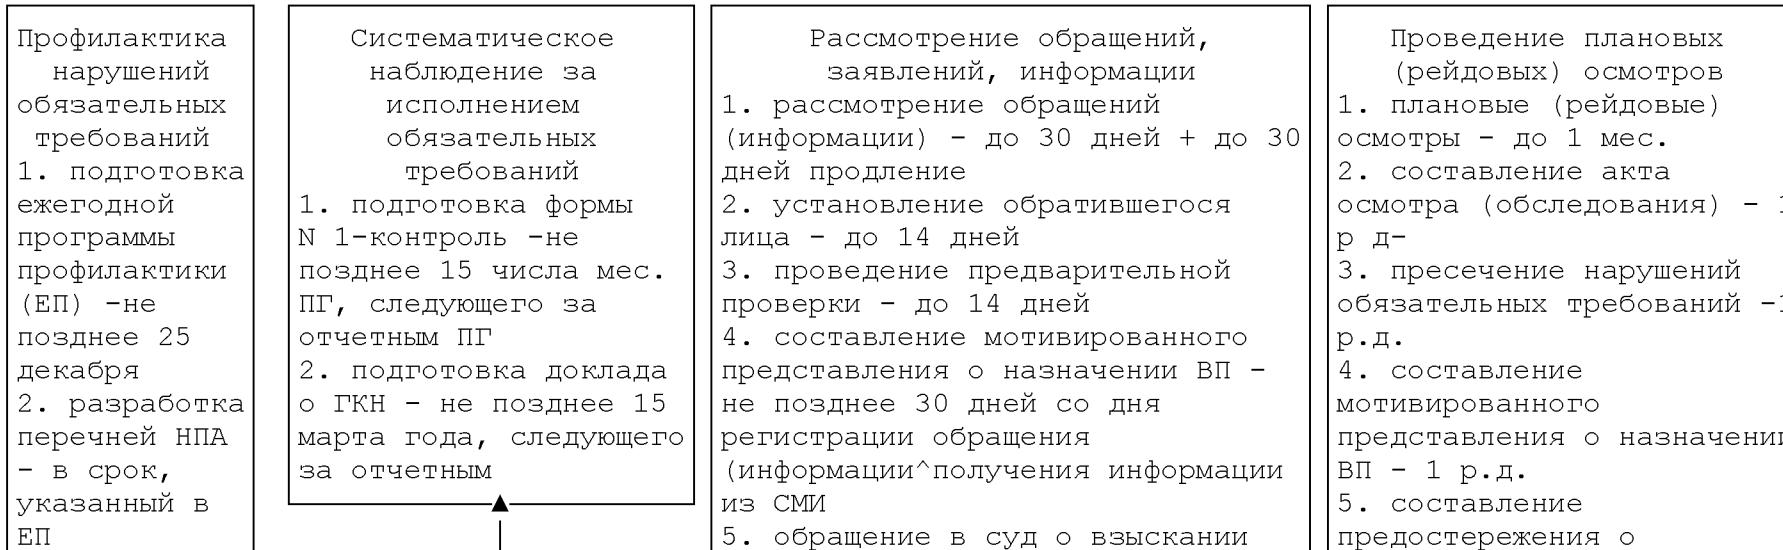 Профилактика
нарушений
обязательных
требований
1. подготовка
ежегодной
программы
профилактики
(ЕП) -не
позднее 25
декабря
2. разработка
перечней НПА
- в срок,
указанный в
ЕП
Систематическое
наблюдение за
исполнением
обязательных
требований
1. подготовка формы
N 1-контроль -не
позднее 15 числа мес.
ПГ, следующего за
отчетным ПГ
2. подготовка доклада
о ГКН - не позднее 15
марта года, следующего
за отчетным
Рассмотрение обращений,
заявлений, информации
1. рассмотрение обращений
(информации) - до 30 дней + до 30
дней продление
2. установление обратившегося
лица - до 14 дней
3. проведение предварительной
проверки - до 14 дней
4. составление мотивированного
представления о назначении ВП -
не позднее 30 дней со дня
регистрации обращения
(информации^получения информации
из СМИ
5. обращение в суд о взыскании
Проведение плановых
(рейдовых) осмотров
1. плановые (рейдовые)
осмотры - до 1 мес.
2. составление акта
осмотра (обследования) - 1
р д-
3. пресечение нарушений
обязательных требований -1
р.д.
4. составление
мотивированного
представления о назначении
ВП - 1 р.д.
5. составление
предостережения о